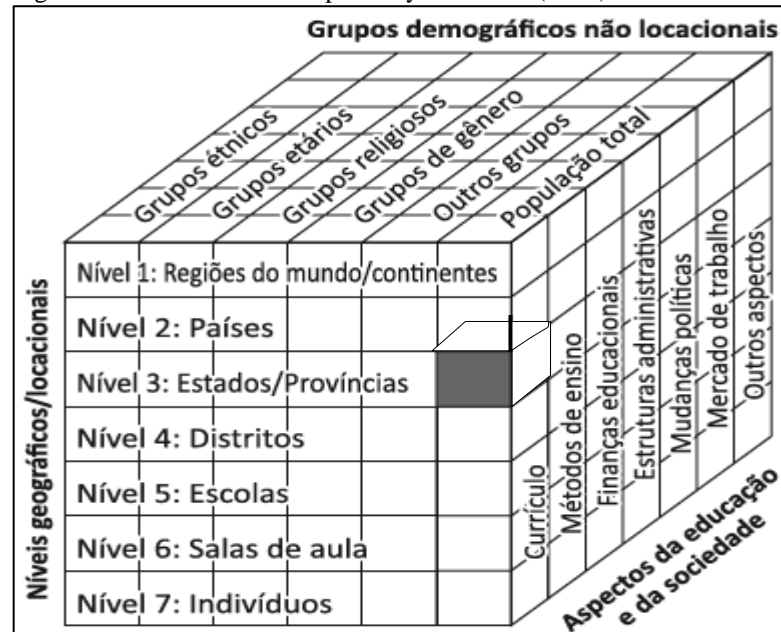 Grupos demográficos não locacionais
Grupos étnicos
Grupos etários
Grupos religiosos
Grupos de gênero
Outros grupos
População total
Níveis geográficos/locacionais
Nível 1: Regiões do mundo/continentes
Nível 2: Países
Nível 3: Estados/Províncias
Nível 4: Distritos
Nível 5: Escolas
Nível 6: Salas de aula
Nível 7: Indivíduos
Currículo
Métodos de ensino
Finanças educacionais
Estruturas administrativas
Mudanças políticas
Mercado de trabalho
Outros aspectos
Aspectos da educação
e da sociedade